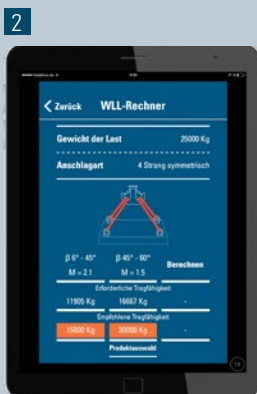 2
Zurück WLL-Rechner
Gewicht der Last 25000 Kg
Anschlagart 4 Strang symmetrisch
β 6° - 45° β 45° - 60° Berechnen
M = 2.1 M = 1.5
Erforderliche Tragfähigkeit
11905 Kg 16667 Kg -
Empfohlene Tragfähigkeit
15000 Kg 20000 Kg -
Produktauswahl